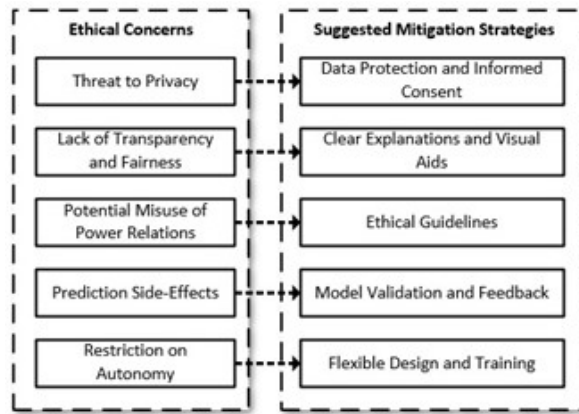 Ethical Concerns
Suggested Mitigation Strategies
Threat to Privacy
Data Protection and Informed
Consent
Lack of Transparency
and Fairness
Clear Explanations and Visual
Aids
Potential Misuse of
Power Relations
Ethical Guidelines
Prediction Side-Effects
Model Validation and Feedback
Restriction on
Autonomy
Flexible Design and Training